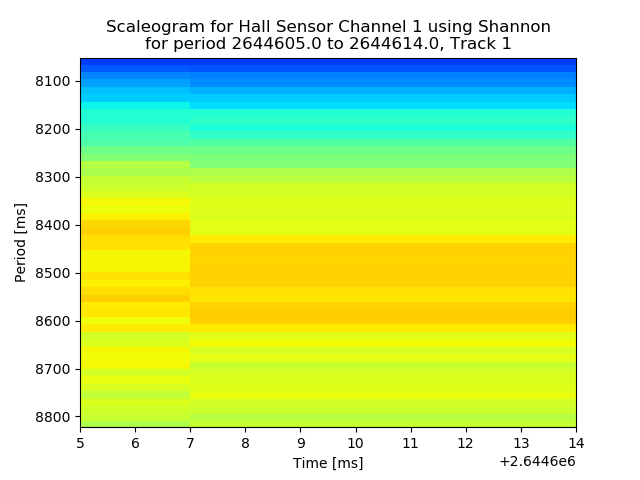 Scaleogram for Hall Sensor Channel 1 using Shannon
for period 2644605.0 to 2644614.0, Track 1
8100
8200
8300
8400
8500
8600
8700
8800
Period [ms]
5 6 7 8 9 10 11 12 13 14
Time [ms]
+2.6446e6